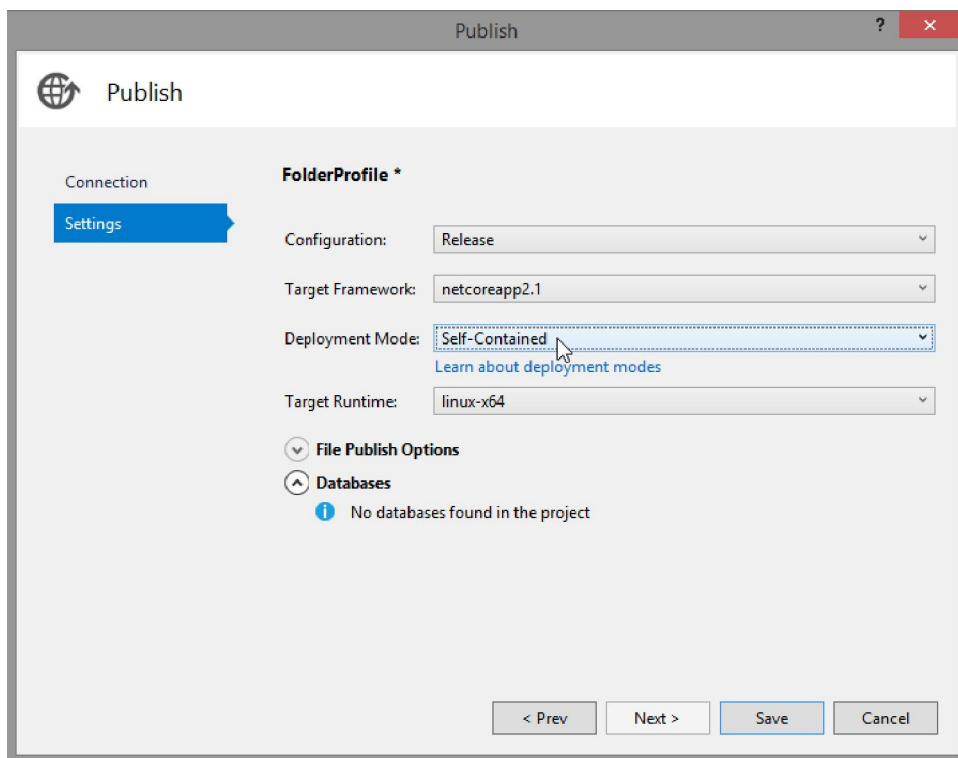 Publish
?
Publish
Connection
Settings
FolderProfile *
Configuration: Release
Target Framework: netcoreapp2.1
Deployment Mode: Self-Contained
Learn about deployment modes
Target Runtime: linux-x64
File Publish Options
Databases
No databases found in the project
< Prev Next > Save Cancel